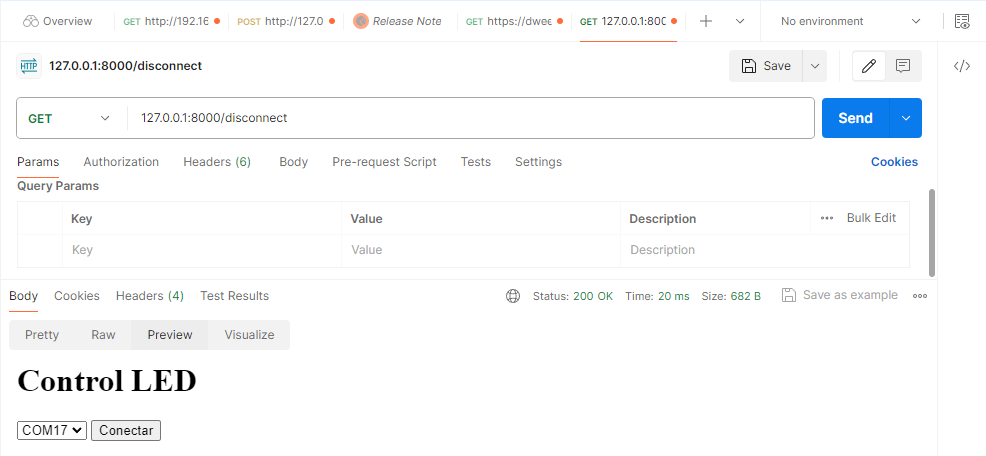 Overview GET http://192.16 POST http://127.0 Release Note GET https://dwee GET 127.0.0.1:800 No environment
HTTP 127.0.0.1:8000/disconnect Save
GET 127.0.0.1:8000/disconnect Send
Params Authorization Headers (6) Body Pre-request Script Tests Settings Cookies
Query Params
Key Value Description Bulk Edit
Key Value Description
Body Cookies Headers (4) Test Results Status: 200 OK Time: 20 ms Size: 682 B Save as example
Pretty Raw Preview Visualize
Control LED
COM17 Conectar